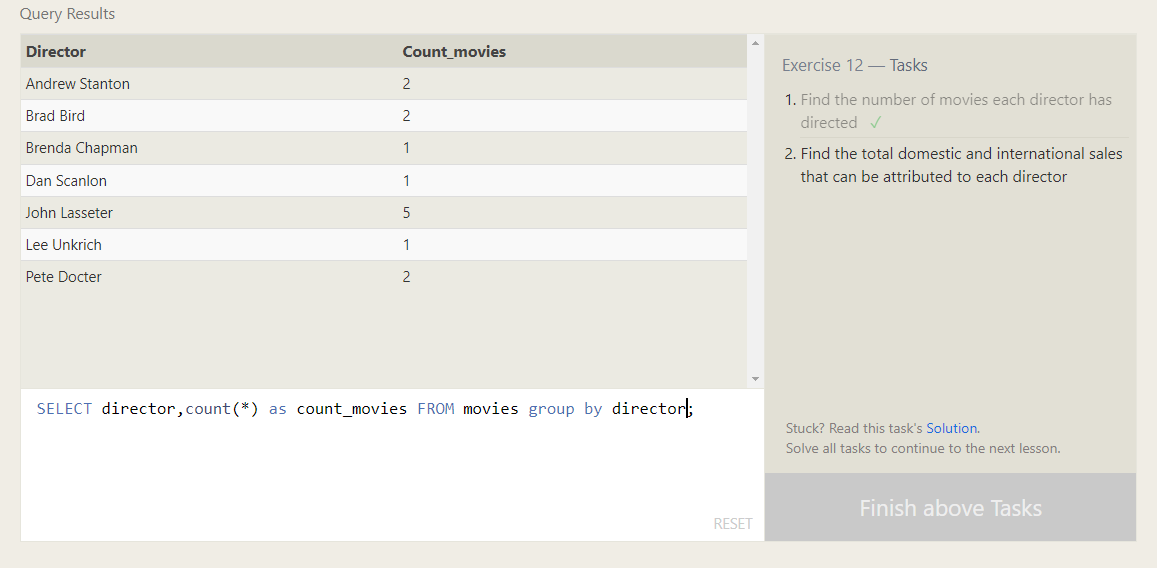 Query Results
Director Count_movies
Andrew Stanton 2
Brad Bird 2
Brenda Chapman 1
Dan Scanlon 1
John Lasseter 5
Lee Unkrich 1
Pete Docter 2
SELECT director,count(*) as count_movies FROM movies group by director;
RESET
Exercise 12 — Tasks
1. Find the number of movies each director has
directed ✓
2. Find the total domestic and international sales
that can be attributed to each director
Stuck? Read this task's Solution.
Solve all tasks to continue to the next lesson.
Finish above Tasks